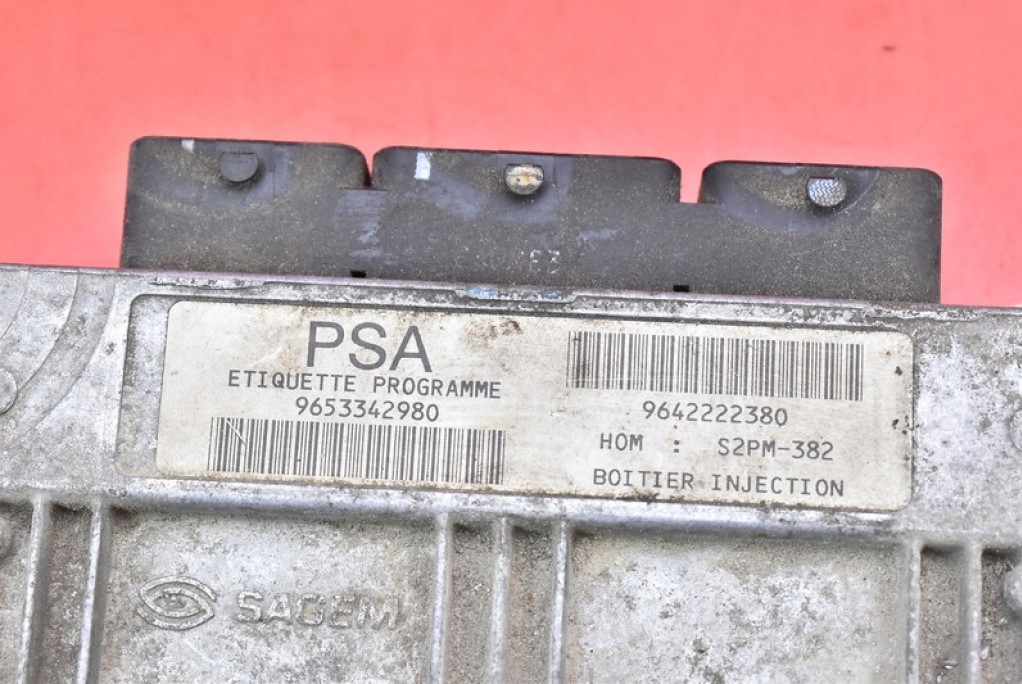 PSA
ETIQUETTE PROGRAMME
9653342980
9642222380
HOM : S2PM-382
BOITIER INJECTION
SAGEM